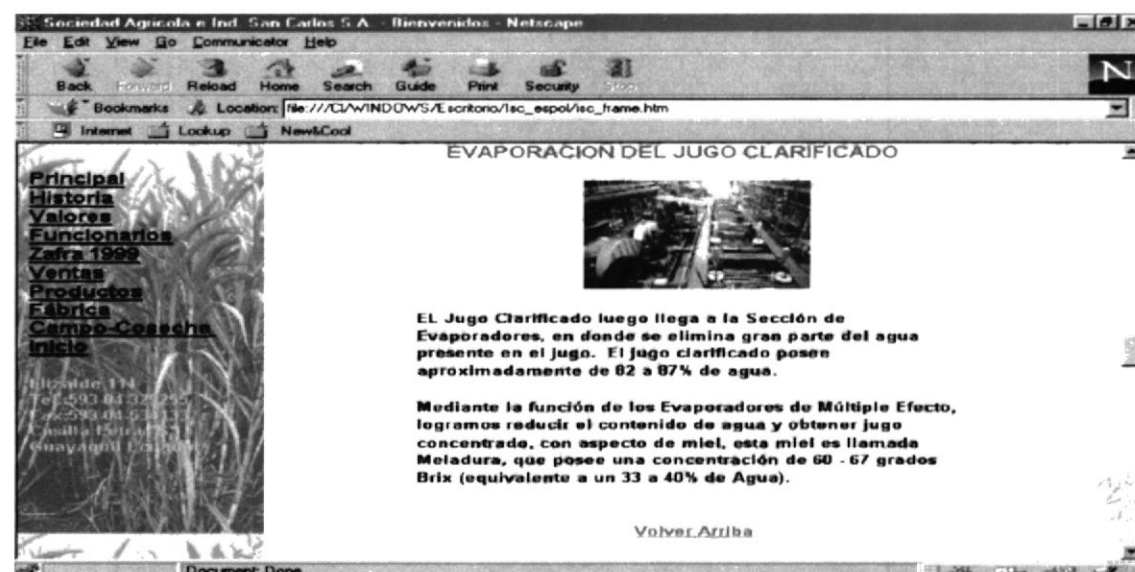 Sociedad Agricola e Ind. San Carlos S.A. - Bienvenidos - Netscape
File Edit View Go Communicator Help
Back Forward Reload Home Search Guide Print Security Stop
Bookmarks Location: file:///C|/WINDOWS/Escritorio/Isc_espol/isc_frame.htm
Internet Lookup New&Cool
N
EVAPORACION DEL JUGO CLARIFICADO
Principal
Historia
Valores
Funcionarios
Zafra 1999
Ventas
Productos
Fábrica
Campo-Cosecha
Inicio
Elizalde 114
Guayaquil
EL Jugo Clarificado luego llega a la Sección de
Evaporadores, en donde se elimina gran parte del agua
presente en el jugo. El jugo clarificado posee
aproximadamente de 82 a 87% de agua.
Mediante la función de los Evaporadores de Múltiple Efecto,
logramos reducir el contenido de agua y obtener jugo
concentrado, con aspecto de miel, esta miel es llamada
Meladura, que posee una concentración de 60 - 67 grados
Brix (equivalente a un 33 a 40% de Agua).
Volver Arriba
Document: Done